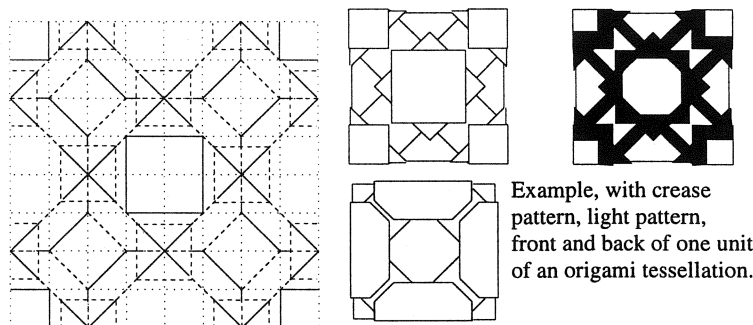 Example, with crease
pattern, light pattern,
front and back of one unit
of an origami tessellation.